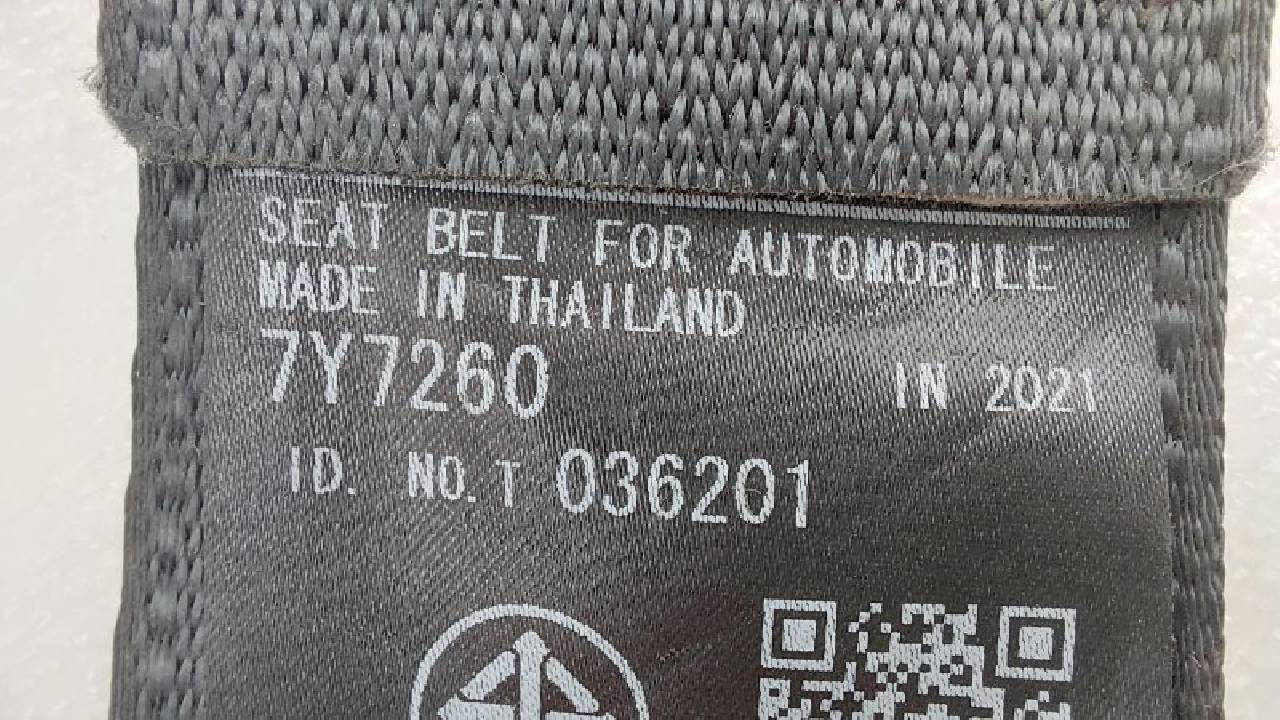 SEAT BELT FOR AUTOMOBILE
MADE IN THAILAND
7Y7260 IN 2021
ID. NO. T 036201